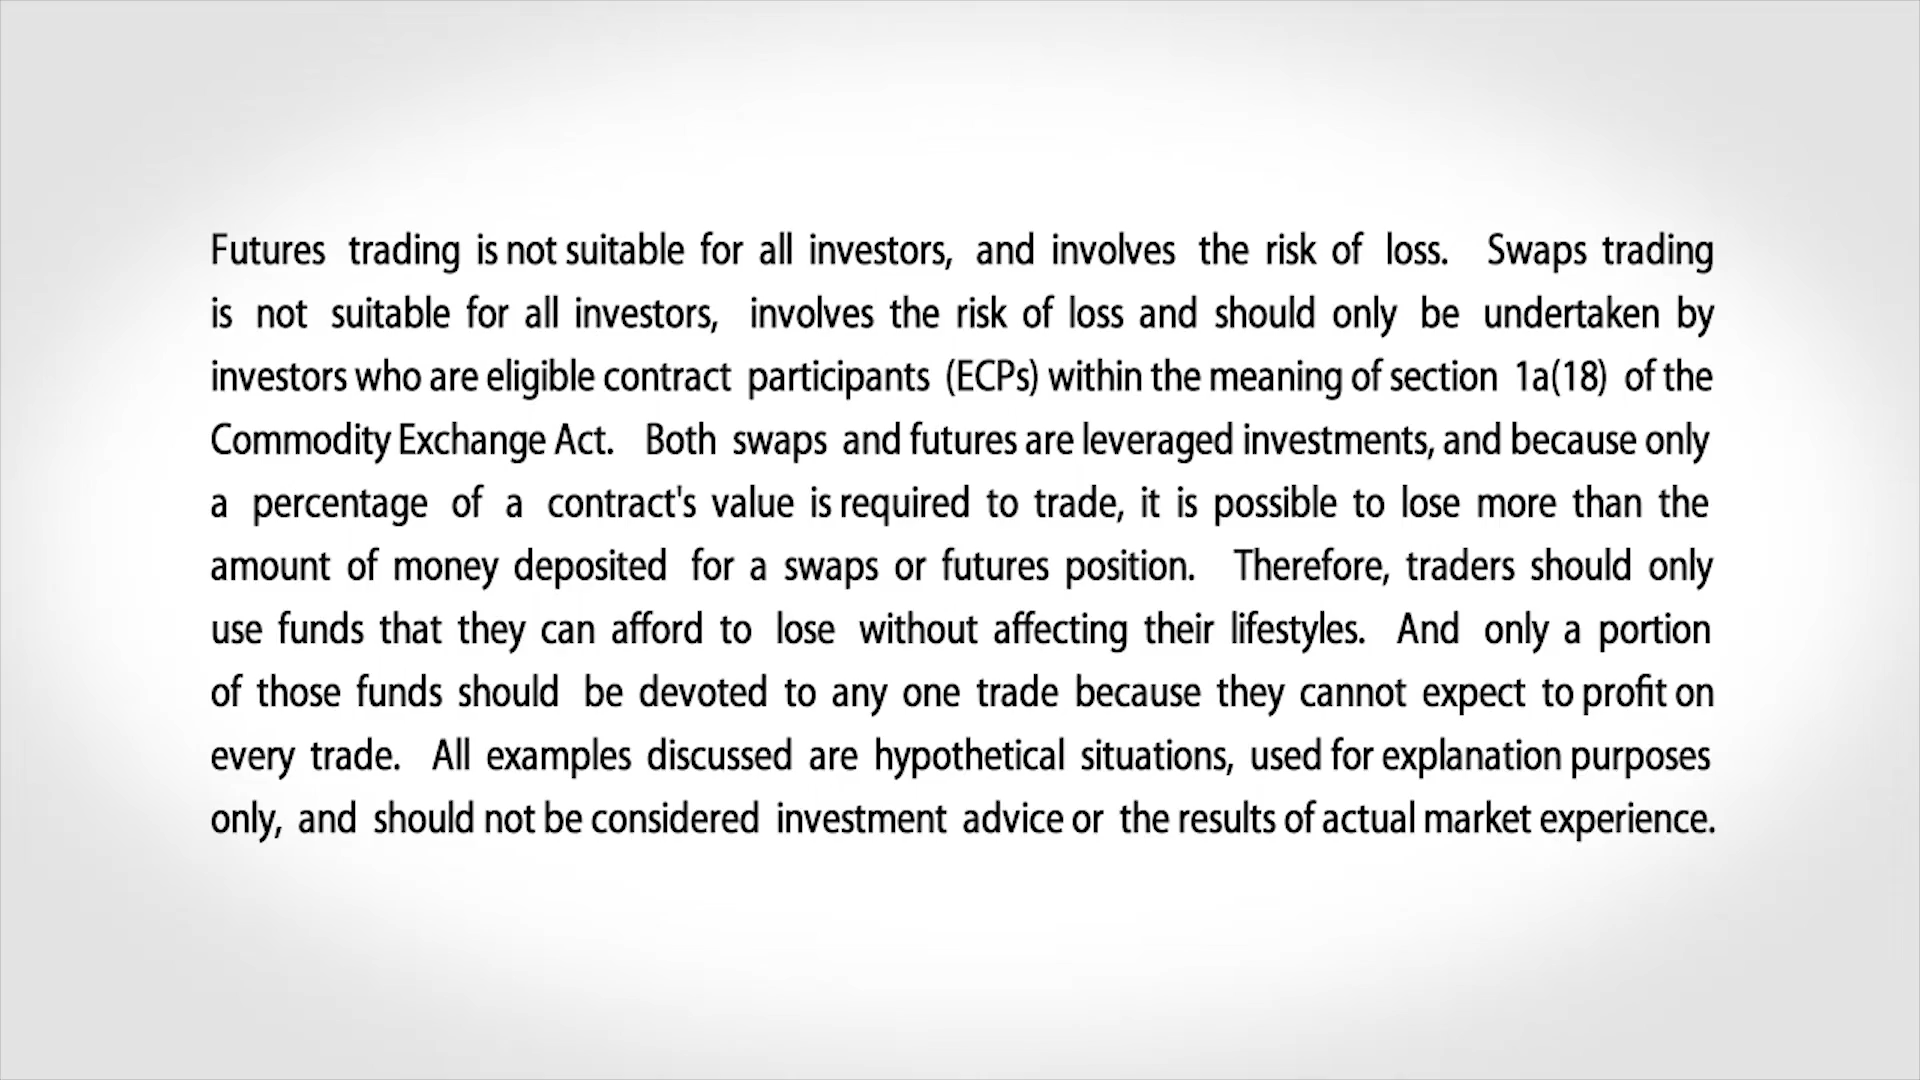 Futures trading is not suitable for all investors, and involves the risk of loss. Swaps trading
is not suitable for all investors, involves the risk of loss and should only be undertaken by
investors who are eligible contract participants (ECPs) within the meaning of section 1a(18) of the
Commodity Exchange Act. Both swaps and futures are leveraged investments, and because only
a percentage of a contract's value is required to trade, it is possible to lose more than the
amount of money deposited for a swaps or futures position. Therefore, traders should only
use funds that they can afford to lose without affecting their lifestyles. And only a portion
of those funds should be devoted to any one trade because they cannot expect to profit on
every trade. All examples discussed are hypothetical situations, used for explanation purposes
only, and should not be considered investment advice or the results of actual market experience.